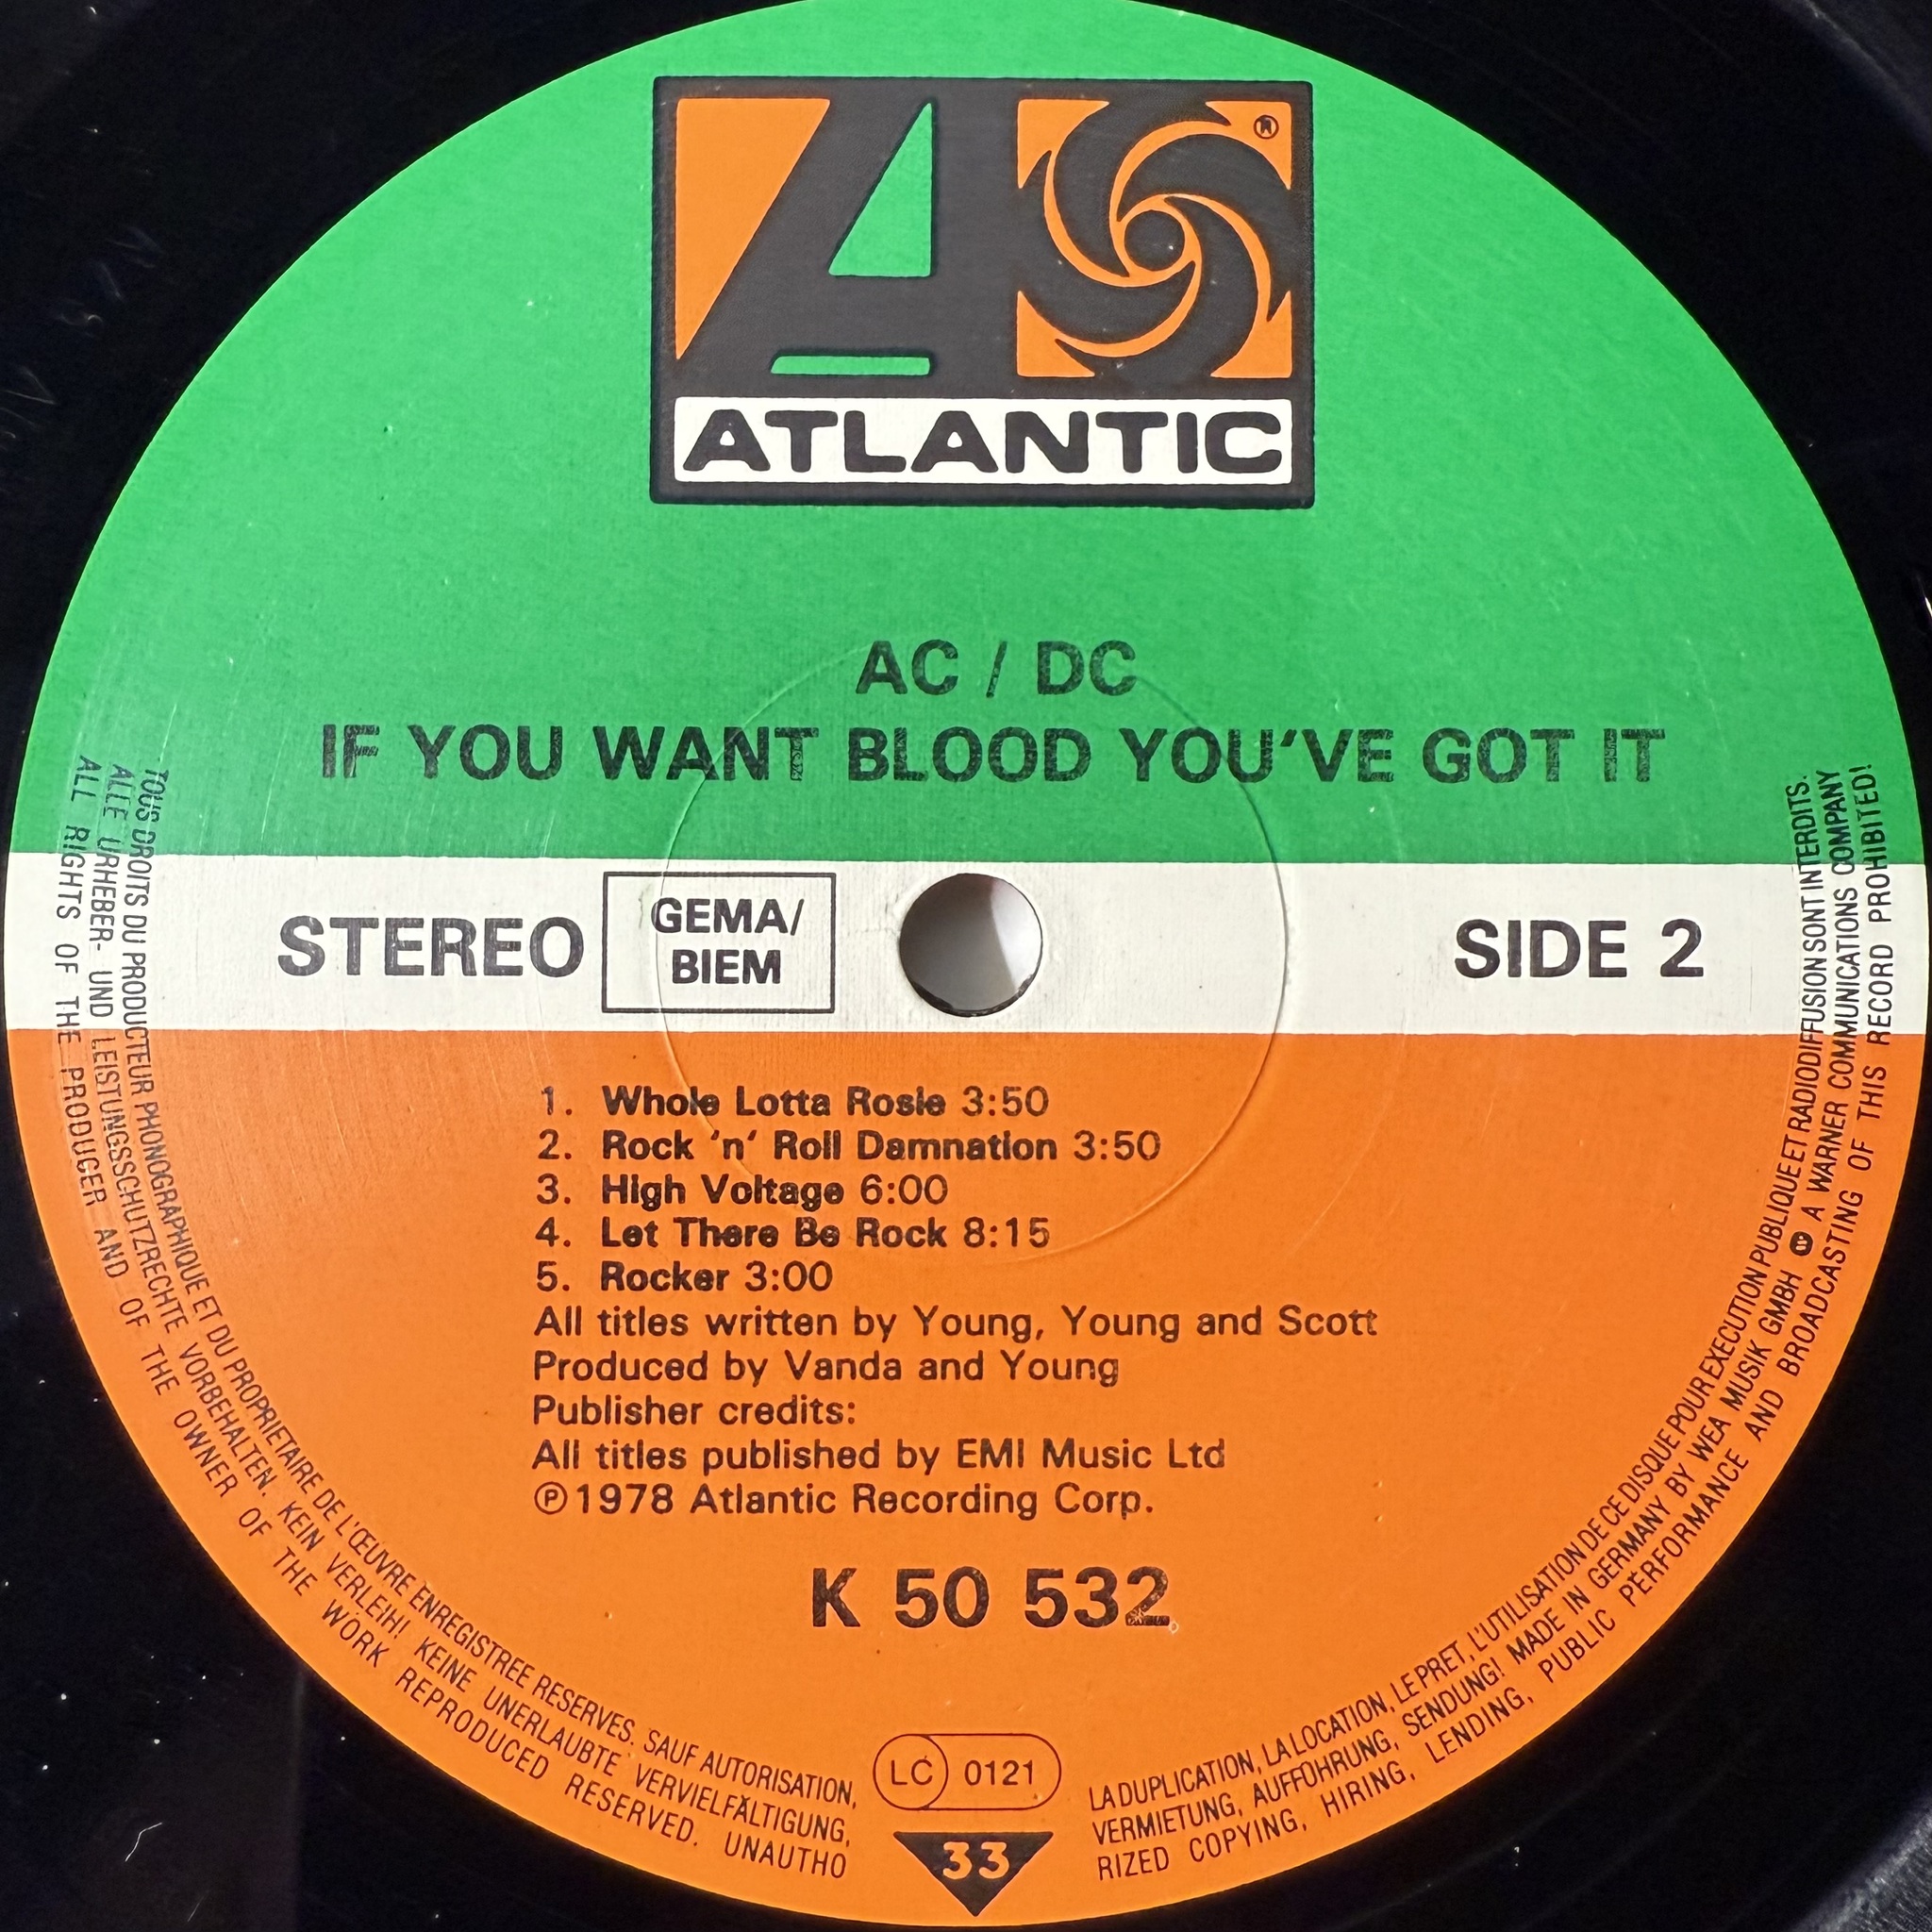 ATLANTIC
®
AC / DC
IF YOU WANT BLOOD YOU'VE GOT IT
STEREO
GEMA/
BIEM
SIDE 2
1. Whole Lotta Rosie 3:50
2. Rock 'n' Roll Damnation 3:50
3. High Voltage 6:00
4. Let There Be Rock 8:15
5. Rocker 3:00
All titles written by Young, Young and Scott
Produced by Vanda and Young
Publisher credits:
All titles published by EMI Music Ltd
℗1978 Atlantic Recording Corp.
K 50 532
LC 0121
33
TOUS DROITS DU PRODUCTEUR PHONOGRAPHIQUE ET DU PROPRIETAIRE DE L'ŒUVRE ENREGISTREE RESERVES. SAUF AUTORISATION, LA DUPLICATION, LA LOCATION, LE PRET, L'UTILISATION DE CE DISQUE POUR EXECUTION PUBLIQUE ET RADIODIFFUSION SONT INTERDITS.
ALLE URHEBER- UND LEISTUNGSSCHUTZRECHTE VORBEHALTEN. KEIN VERLEIH! KEINE UNERLAUBTE VERVIELFÄLTIGUNG, VERMIETUNG, AUFFÜHRUNG, SENDUNG! MADE IN GERMANY BY WEA MUSIK GMBH A WARNER COMMUNICATIONS COMPANY
ALL RIGHTS OF THE PRODUCER AND OF THE OWNER OF THE WORK REPRODUCED RESERVED. UNAUTHORIZED COPYING, HIRING, LENDING, PUBLIC PERFORMANCE AND BROADCASTING OF THIS RECORD PROHIBITED!